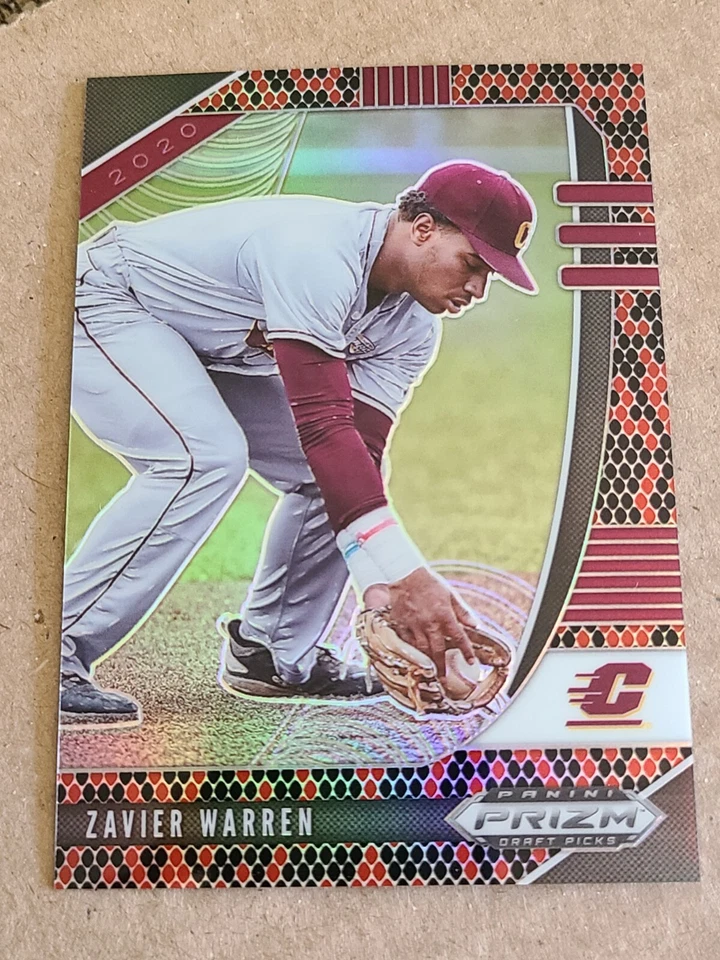 2020
C
C
ZAVIER WARREN
PANINI
PRIZM
DRAFT PICKS